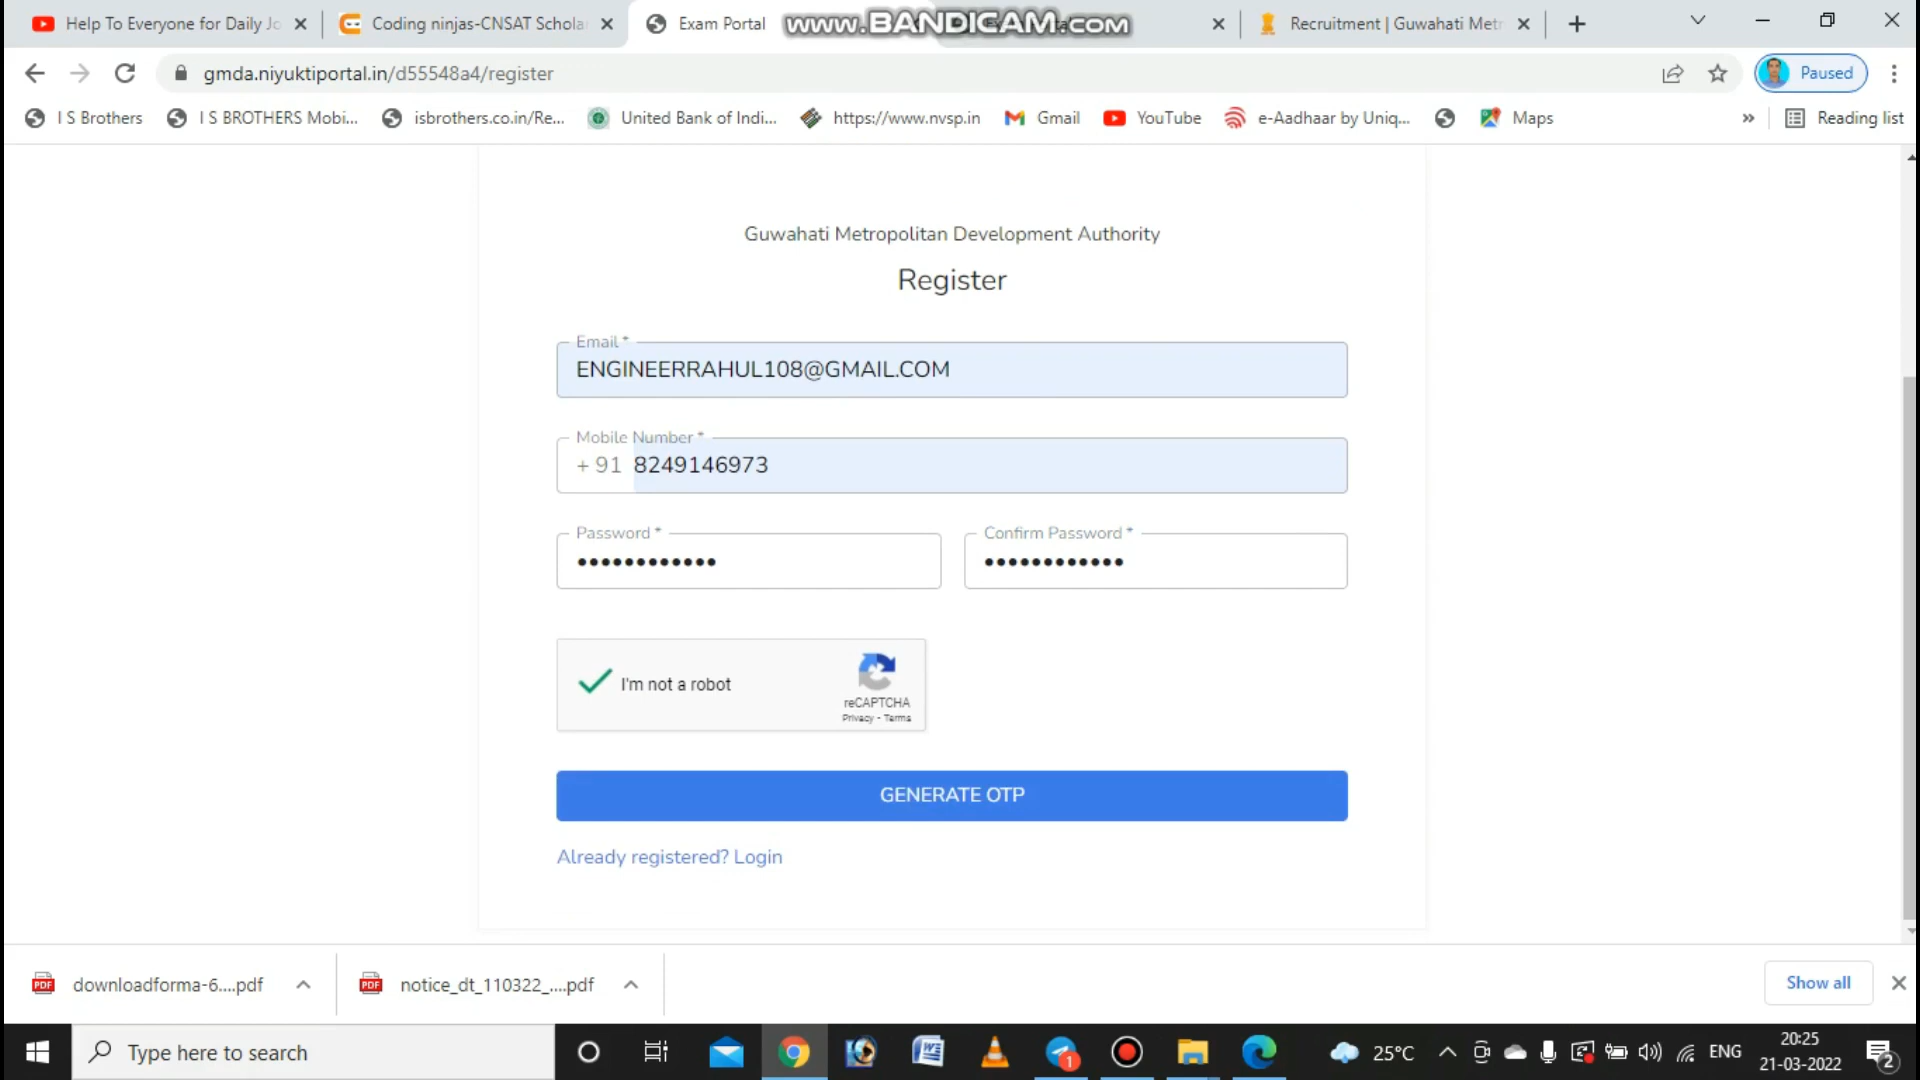 Help To Everyone for Daily Jo
Coding ninjas-CNSAT Schola
Exam Portal
www.BANDICAM.com
Recruitment | Guwahati Metr
gmda.niyuktiportal.in/d55548a4/register
Paused
I S Brothers
I S BROTHERS Mobi...
isbrothers.co.in/Re...
United Bank of Indi...
https://www.nvsp.in
Gmail
YouTube
e-Aadhaar by Uniq...
Maps
»
Reading list
Guwahati Metropolitan Development Authority
Register
Email *
ENGINEERRAHUL108@GMAIL.COM
Mobile Number *
+ 91 8249146973
Password *
Confirm Password *
••••••••••••
••••••••••••
I'm not a robot
reCAPTCHA
Privacy - Terms
GENERATE OTP
Already registered? Login
PDF
downloadforma-6....pdf
PDF
notice_dt_110322_....pdf
Show all
Type here to search
1
25°C
ENG
20:25
21-03-2022
2